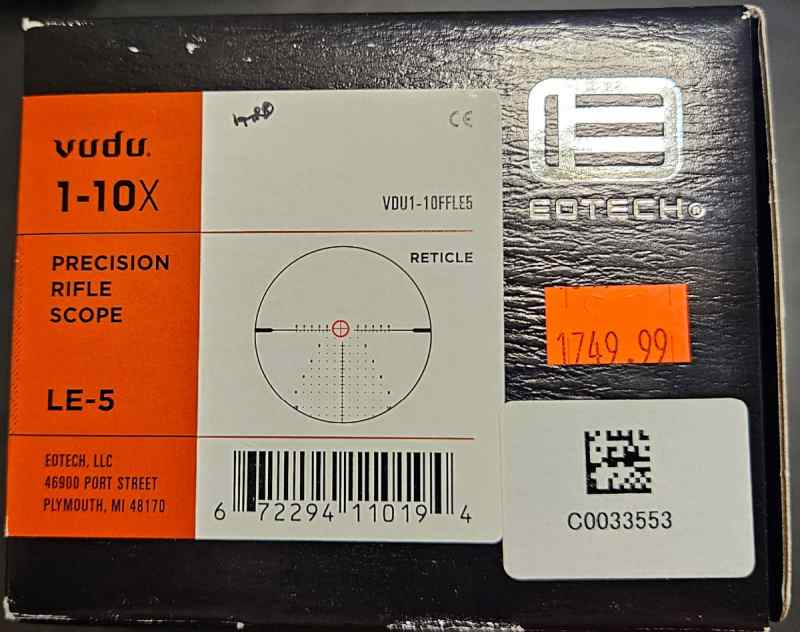 vudu.
1-10X
PRECISION
RIFLE
SCOPE
LE-5
EOTECH, LLC
46900 PORT STREET
PLYMOUTH, MI 48170
CE
VDU1-10FFLE5
RETICLE
6 72294 11019 4
EOTECH®
1749.99
C0033553